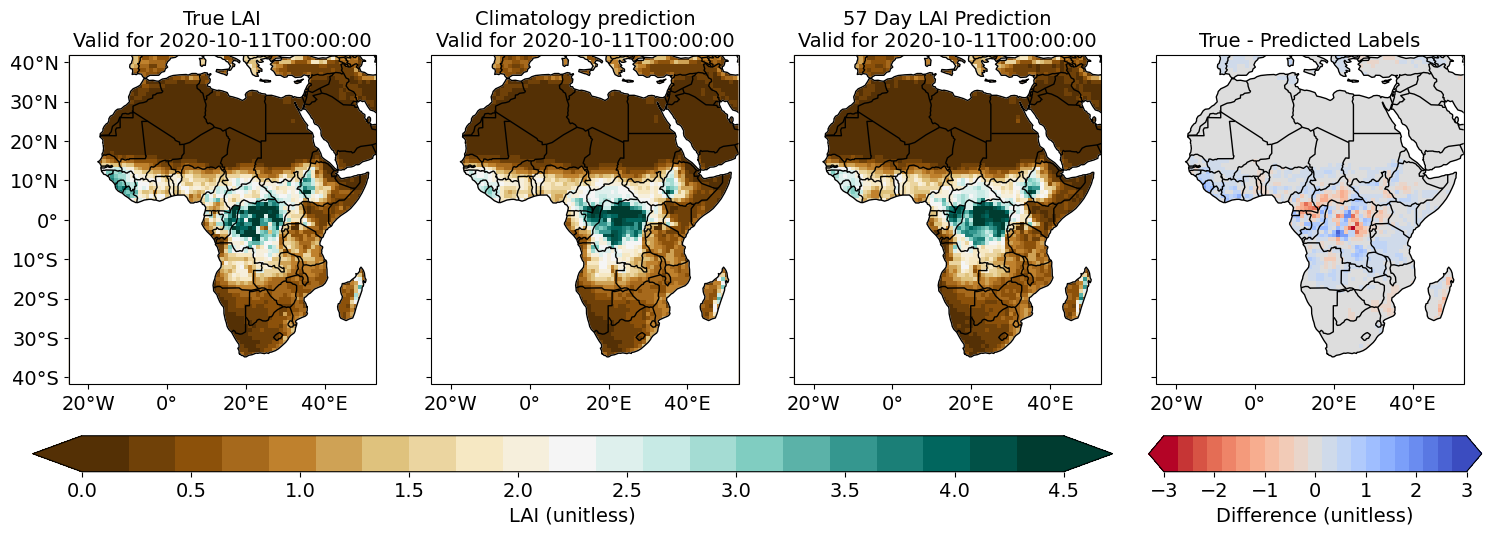 True LAI
Valid for 2020-10-11T00:00:00
Climatology prediction
Valid for 2020-10-11T00:00:00
57 Day LAI Prediction
Valid for 2020-10-11T00:00:00
True - Predicted Labels
40°N
30°N
20°N
10°N
0°
10°S
20°S
30°S
40°S
20°W 0° 20°E 40°E
20°W 0° 20°E 40°E
20°W 0° 20°E 40°E
20°W 0° 20°E 40°E
0.0 0.5 1.0 1.5 2.0 2.5 3.0 3.5 4.0 4.5
LAI (unitless)
−3 −2 −1 0 1 2 3
Difference (unitless)